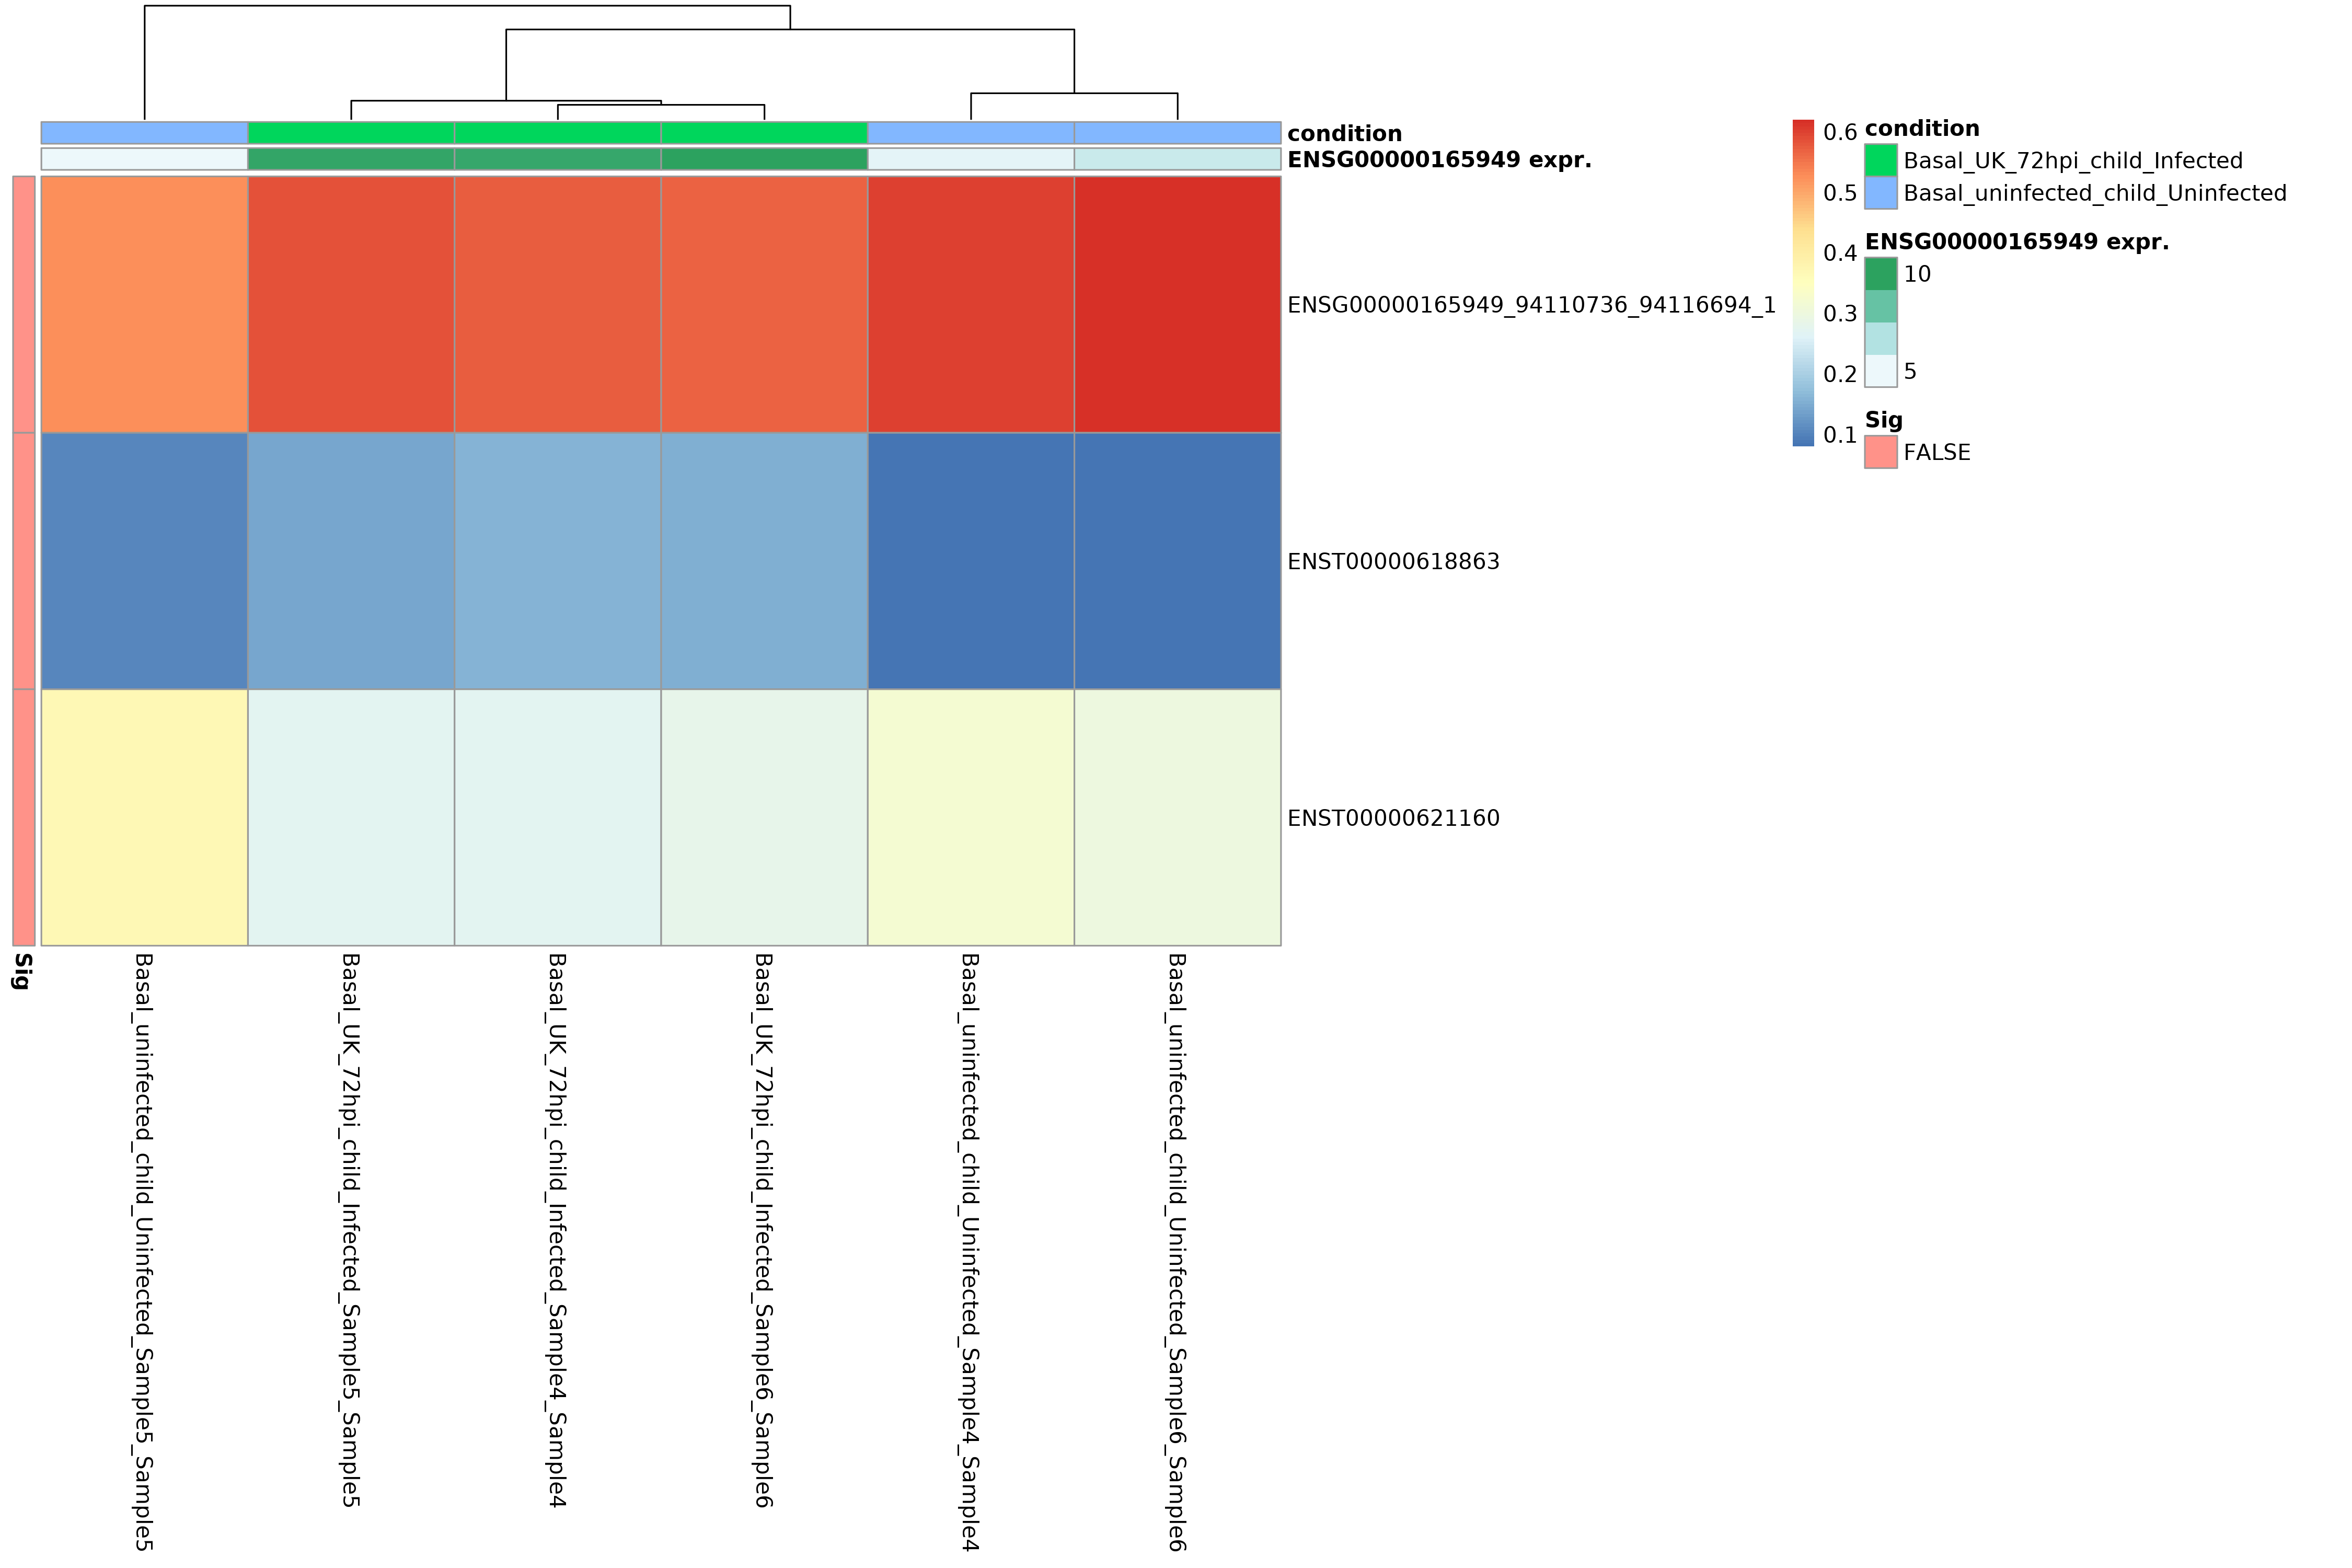 condition
ENSG00000165949 expr.
ENSG00000165949_94110736_94116694_1
ENST00000618863
ENST00000621160
Sig
Basal_uninfected_child_Uninfected_Sample5_Sample5
Basal_UK_72hpi_child_Infected_Sample5_Sample5
Basal_UK_72hpi_child_Infected_Sample4_Sample4
Basal_UK_72hpi_child_Infected_Sample6_Sample6
Basal_uninfected_child_Uninfected_Sample4_Sample4
Basal_uninfected_child_Uninfected_Sample6_Sample6
0.6
0.5
0.4
0.3
0.2
0.1
condition
Basal_UK_72hpi_child_Infected
Basal_uninfected_child_Uninfected
ENSG00000165949 expr.
10
5
Sig
FALSE